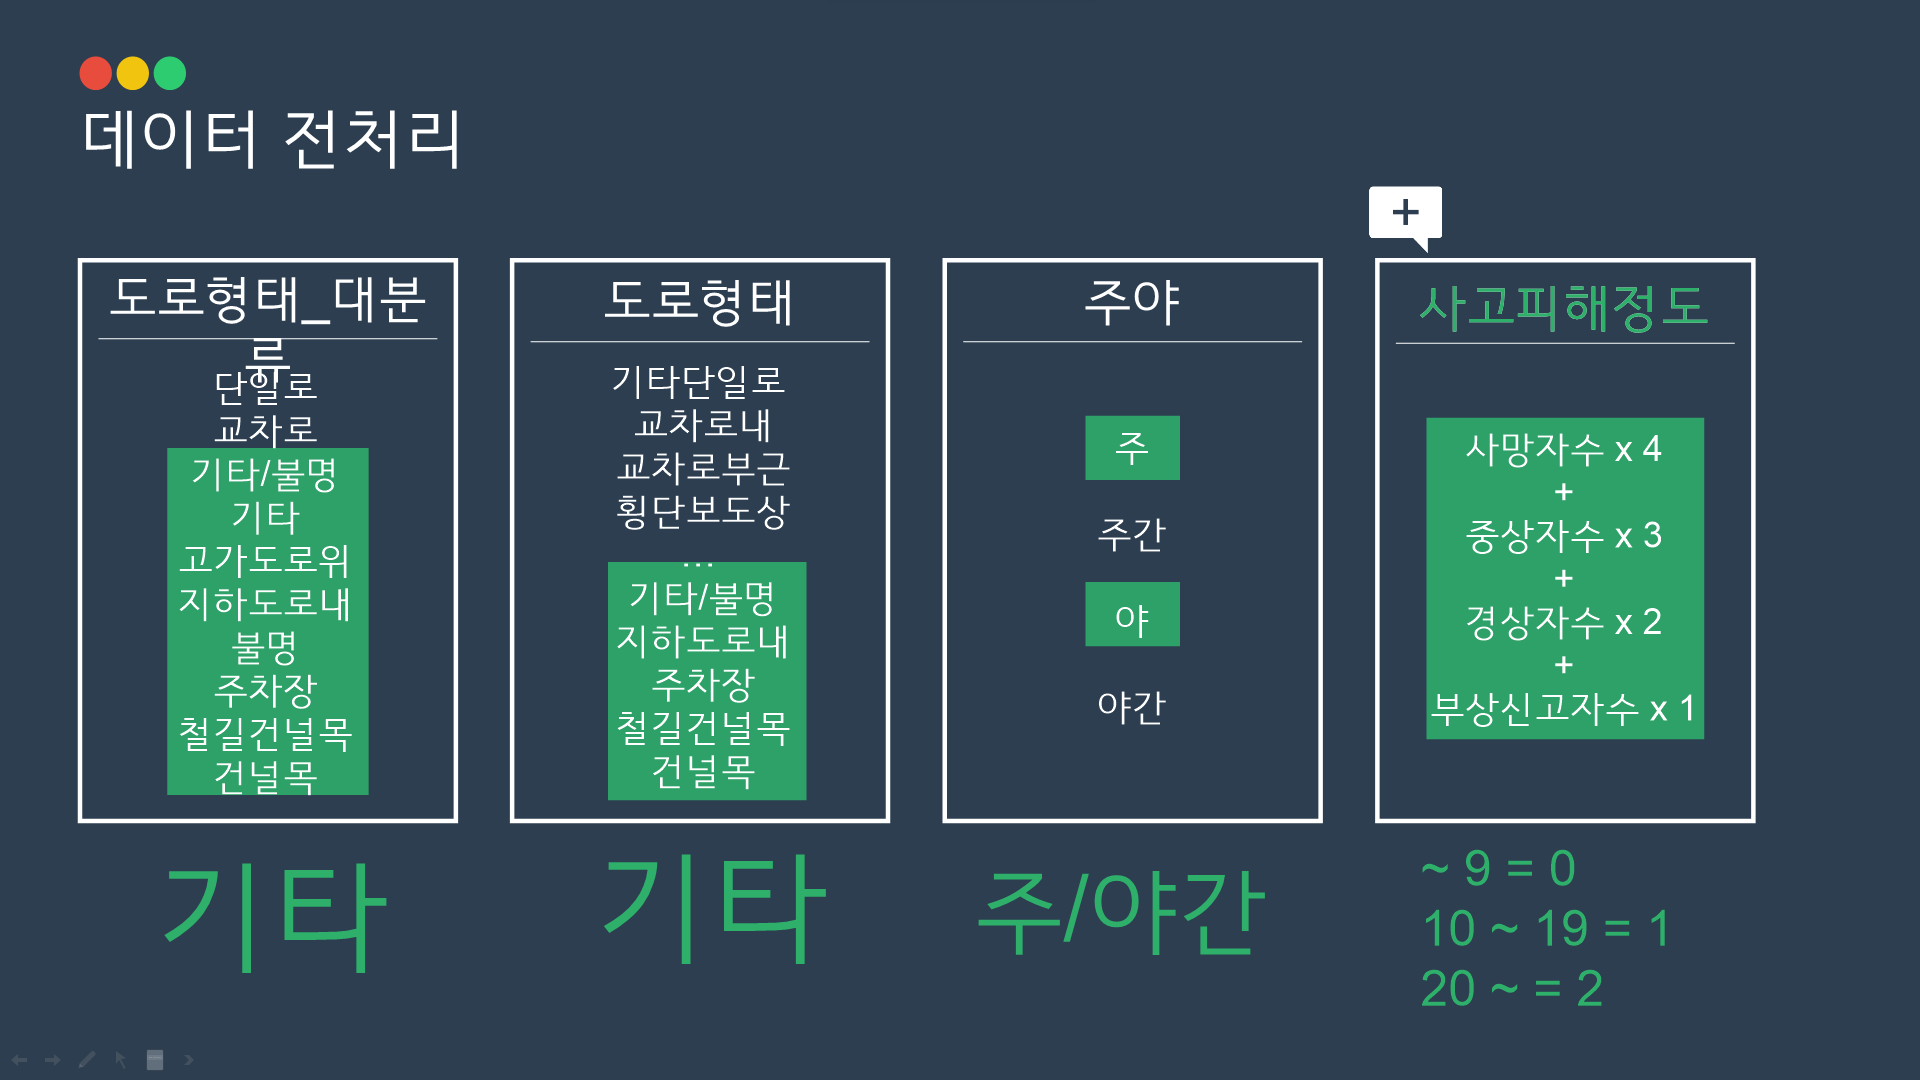 데이터 전처리
+
도로형태_대분
류
단일로
교차로
기타/불명
기타
고가도로위
지하도로내
불명
주차장
철길건널목
건널목
기타
도로형태
기타단일로
교차로내
교차로부근
횡단보도상
...
기타/불명
지하도로내
주차장
철길건널목
건널목
기타
주야
주
주간
야
야간
주/야간
사고피해정도
사망자수 x 4
+
중상자수 x 3
+
경상자수 x 2
+
부상신고자수 x 1
~ 9 = 0
10 ~ 19 = 1
20 ~ = 2